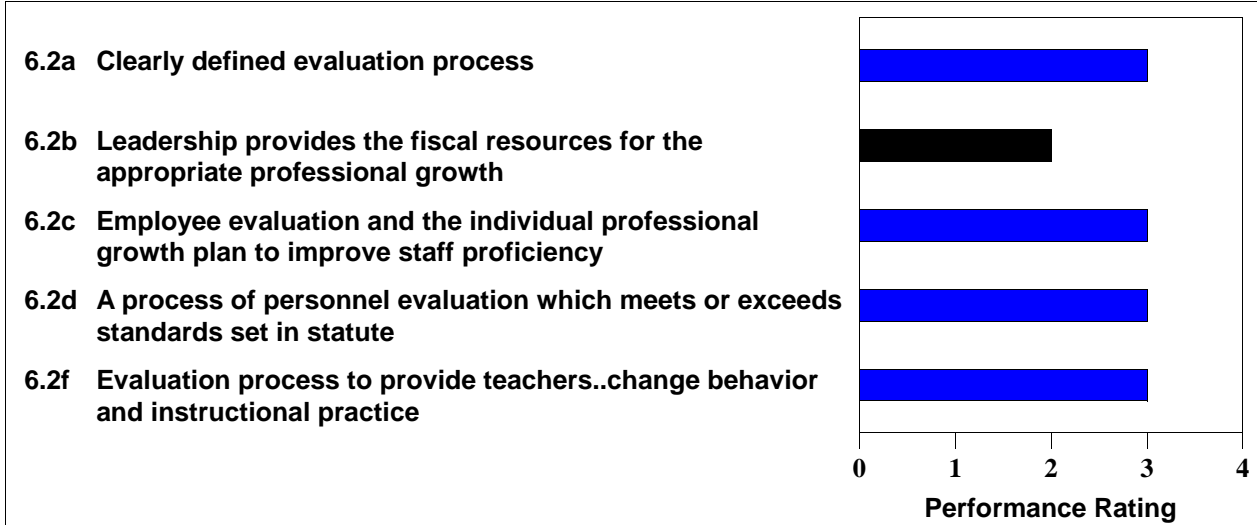 6.2a Clearly defined evaluation process
6.2b Leadership provides the fiscal resources for the
appropriate professional growth
6.2c Employee evaluation and the individual professional
growth plan to improve staff proficiency
6.2d A process of personnel evaluation which meets or exceeds
standards set in statute
6.2f Evaluation process to provide teachers..change behavior
and instructional practice
0 1 2 3 4
Performance Rating